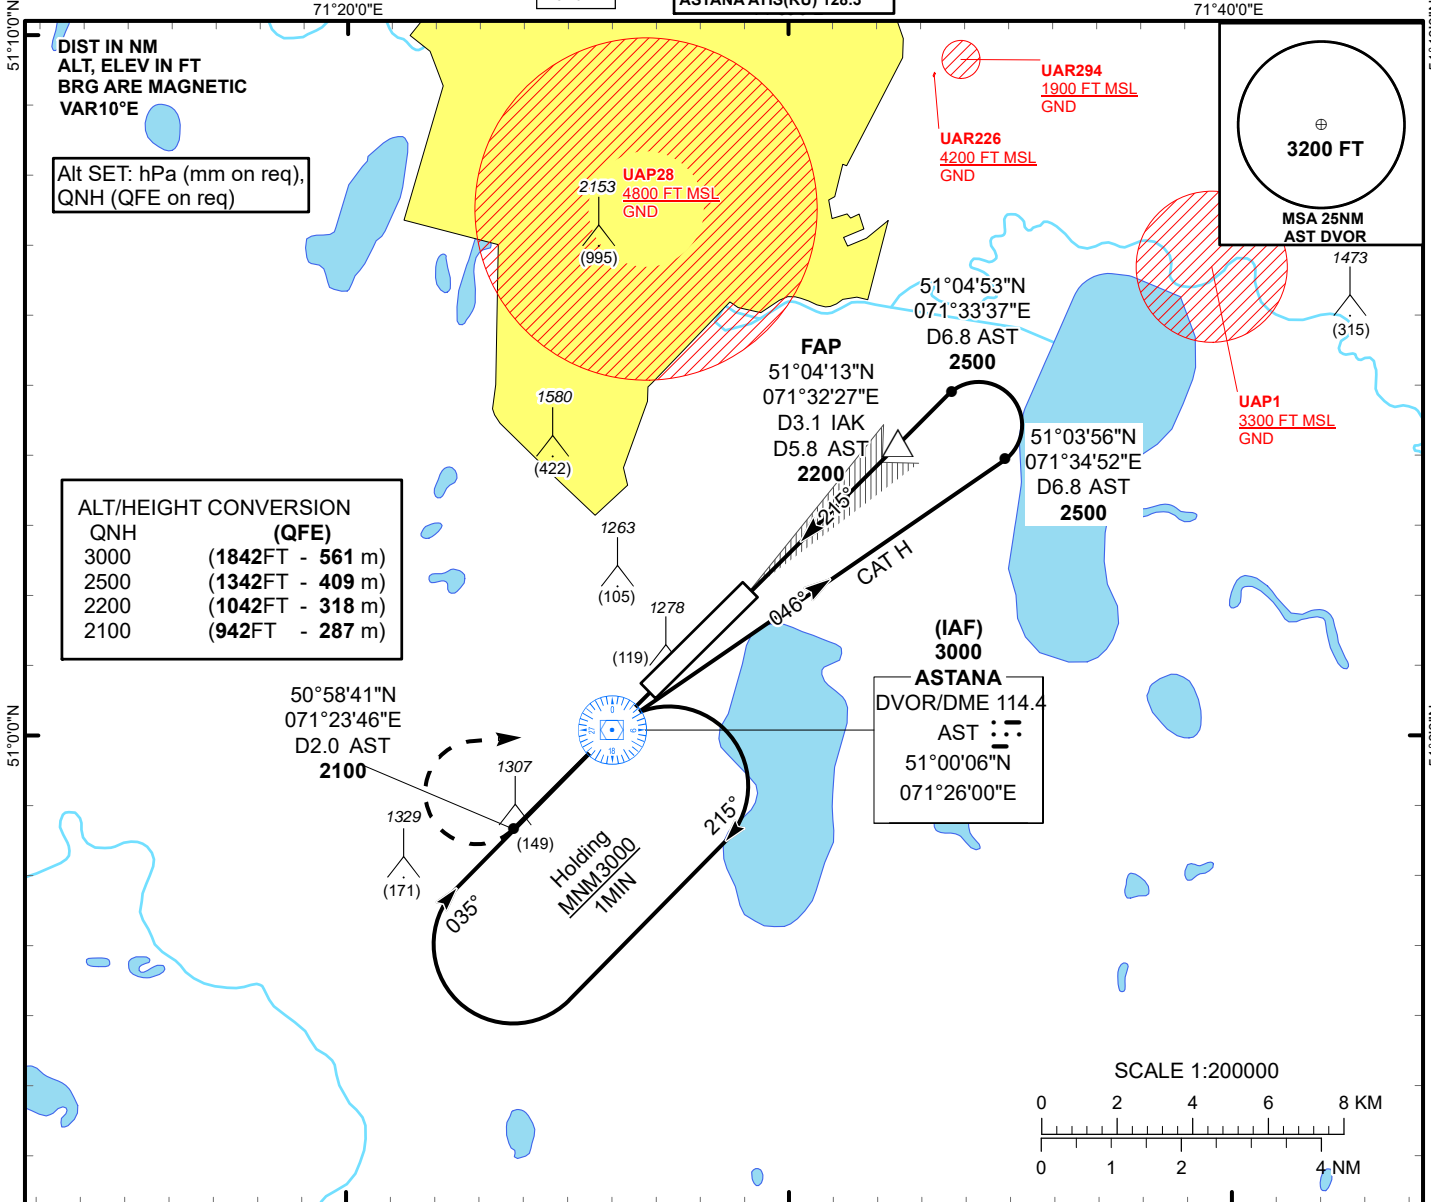 ASTANA ATIS(RU) 128.3
71°20'0"E
71°40'0"E
51°10'0"N
DIST IN NM
ALT, ELEV IN FT
BRG ARE MAGNETIC
VAR10°E
Alt SET: hPa (mm on req),
QNH (QFE on req)
UAP28
4800 FT MSL
GND
2153
(995)
UAR294
1900 FT MSL
GND
UAR226
4200 FT MSL
GND
3200 FT
MSA 25NM
AST DVOR
1473
(315)
UAP1
3300 FT MSL
GND
51°04'53"N
071°33'37"E
D6.8 AST
2500
FAP
51°04'13"N
071°32'27"E
D3.1 IAK
D5.8 AST
2200
51°03'56"N
071°34'52"E
D6.8 AST
2500
215°
046°
CAT H
1580
(422)
1263
(105)
1278
(119)
ALT/HEIGHT CONVERSION
QNH (QFE)
3000 (1842FT - 561 m)
2500 (1342FT - 409 m)
2200 (1042FT - 318 m)
2100 (942FT - 287 m)
(IAF)
3000
ASTANA
DVOR/DME 114.4
AST
51°00'06"N
071°26'00"E
51°0'0"N
50°58'41"N
071°23'46"E
D2.0 AST
2100
0
9
18
27
1307
(149)
1329
(171)
215°
035°
Holding
MNM3000
1MIN
SCALE 1:200000
0 2 4 6 8 KM
0 1 2 4 NM